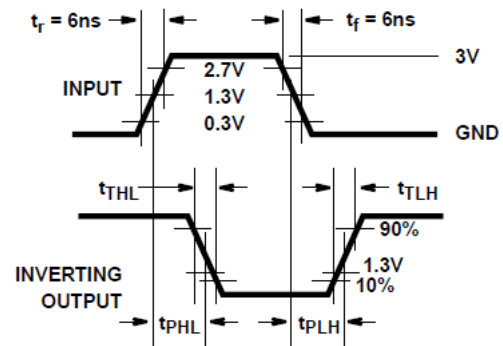 tr = 6ns
tf = 6ns
3V
2.7V
INPUT
1.3V
0.3V
GND
tTHL
tTLH
90%
1.3V
INVERTING
OUTPUT
10%
tPHL
tPLH